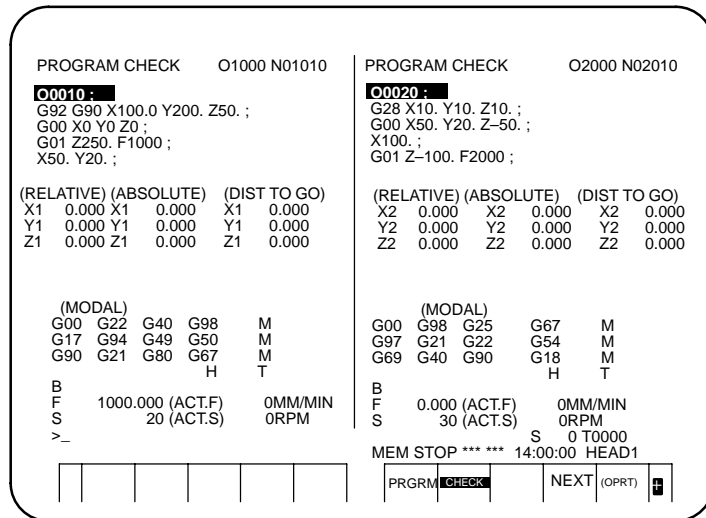 PROGRAM CHECK O1000 N01010
O0010 ;
G92 G90 X100.0 Y200. Z50. ;
G00 X0 Y0 Z0 ;
G01 Z250. F1000 ;
X50. Y20. ;
(RELATIVE) (ABSOLUTE) (DIST TO GO)
X1 0.000 X1 0.000 X1 0.000
Y1 0.000 Y1 0.000 Y1 0.000
Z1 0.000 Z1 0.000 Z1 0.000
(MODAL)
G00 G22 G40 G98 M
G17 G94 G49 G50 M
G90 G21 G80 G67 M
H T
B
F 1000.000 (ACT.F) 0MM/MIN
S 20 (ACT.S) 0RPM
>_
PROGRAM CHECK O2000 N02010
O0020 ;
G28 X10. Y10. Z10. ;
G00 X50. Y20. Z–50. ;
X100. ;
G01 Z–100. F2000 ;
(RELATIVE) (ABSOLUTE) (DIST TO GO)
X2 0.000 X2 0.000 X2 0.000
Y2 0.000 Y2 0.000 Y2 0.000
Z2 0.000 Z2 0.000 Z2 0.000
(MODAL)
G00 G98 G25 G67 M
G97 G21 G22 G54 M
G69 G40 G90 G18 M
H T
B
F 0.000 (ACT.F) 0MM/MIN
S 30 (ACT.S) 0RPM
S 0 T0000
MEM STOP *** *** 14:00:00 HEAD1
PRGRM CHECK NEXT (OPRT) +